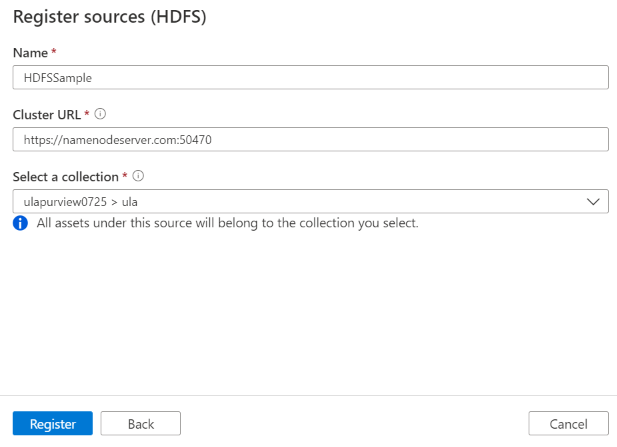 Register sources (HDFS)
Name *
HDFSSample
Cluster URL *
https://namenodeserver.com:50470
Select a collection *
ulapurview0725 > ula
All assets under this source will belong to the collection you select.
Register Back Cancel